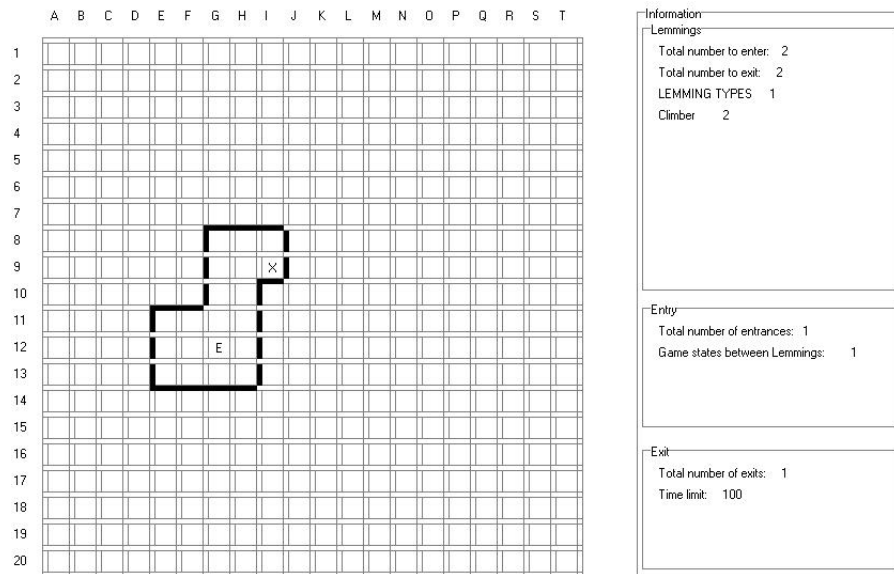 A B C D E F G H I J K L M N O P Q R S T
1
2
3
4
5
6
7
8
9 X
10
11
12 E
13
14
15
16
17
18
19
20
Information
Lemmings
Total number to enter: 2
Total number to exit: 2
LEMMING TYPES 1
Climber 2
Entry
Total number of entrances: 1
Game states between Lemmings: 1
Exit
Total number of exits: 1
Time limit: 100